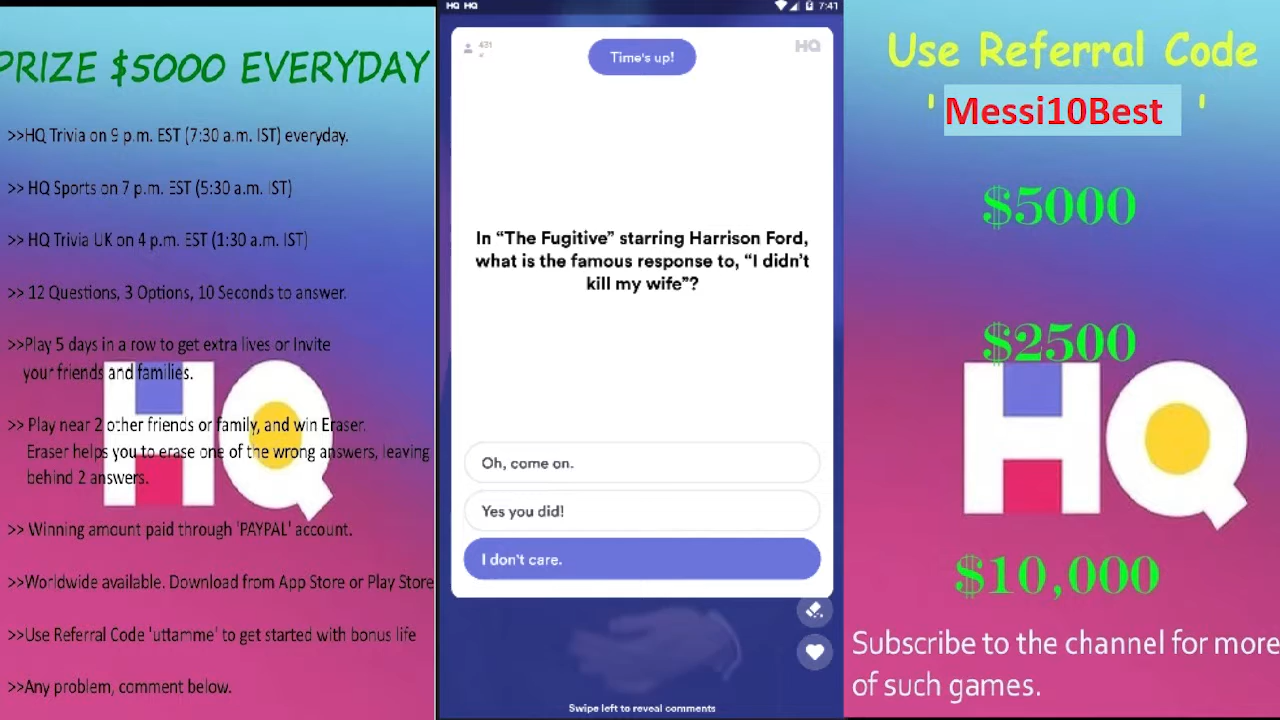 PRIZE $5000 EVERYDAY
>>HQ Trivia on 9 p.m. EST (7:30 a.m. IST) everyday.
>> HQ Sports on 7 p.m. EST (5:30 a.m. IST)
>> HQ Trivia UK on 4 p.m. EST (1:30 a.m. IST)
>> 12 Questions, 3 Options, 10 Seconds to answer.
>>Play 5 days in a row to get extra lives or Invite
your friends and families.
>> Play near 2 other friends or family, and win Eraser.
Eraser helps you to erase one of the wrong answers, leaving
behind 2 answers.
>> Winning amount paid through 'PAYPAL' account.
>>Worldwide available. Download from App Store or Play Store
>>Use Referral Code 'uttamme' to get started with bonus life
>>Any problem, comment below.
HQ
HQ HQ
7:41
431
Time's up!
HQ
In “The Fugitive” starring Harrison Ford,
what is the famous response to, “I didn't
kill my wife”?
Oh, come on.
Yes you did!
I don't care.
Swipe left to reveal comments
Use Referral Code
' Messi10Best '
$5000
$2500
HQ
$10,000
Subscribe to the channel for more
of such games.